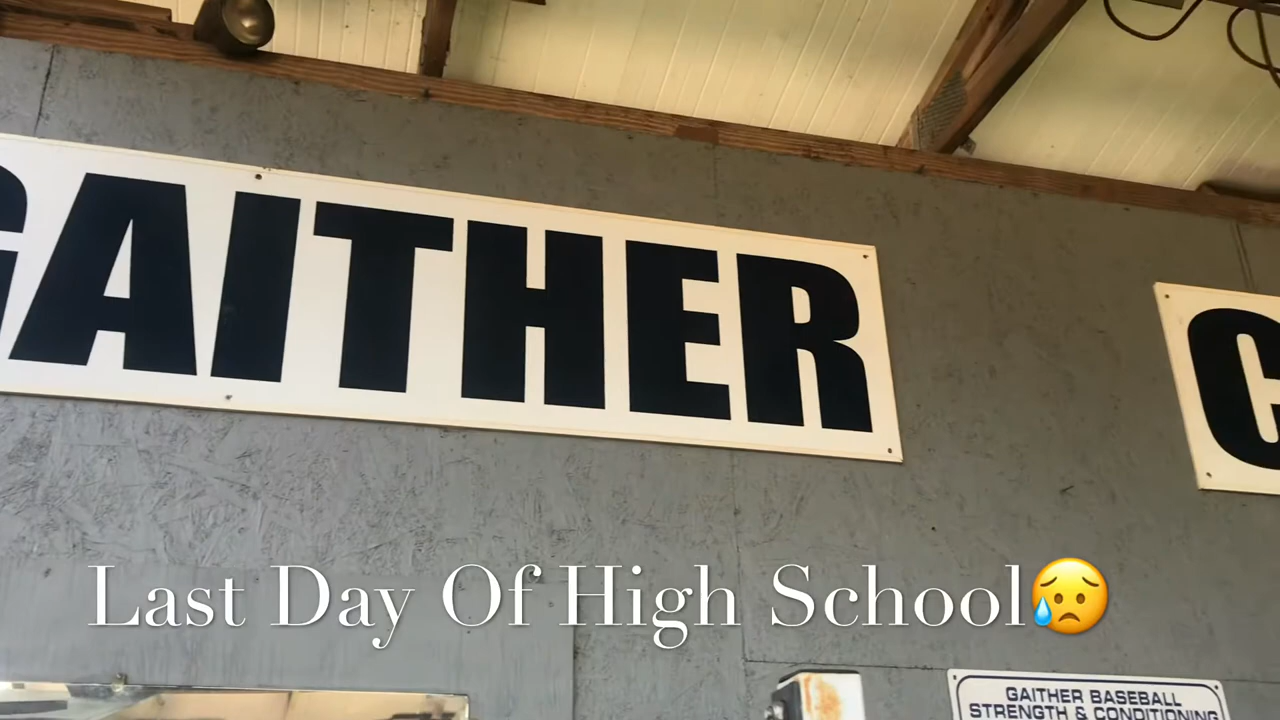 GAITHER
C
Last Day Of High School😥
GAITHER BASEBALL
STRENGTH & CONDITIONING